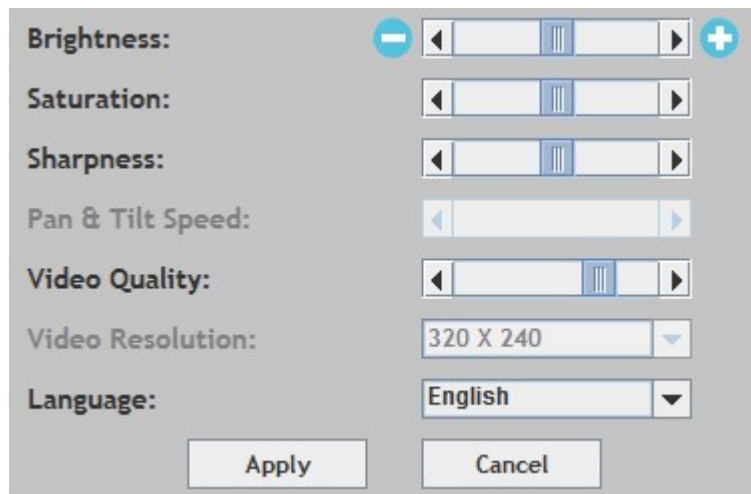 Brightness:
Saturation:
Sharpness:
Pan & Tilt Speed:
Video Quality:
Video Resolution: 320 X 240
Language: English
Apply Cancel